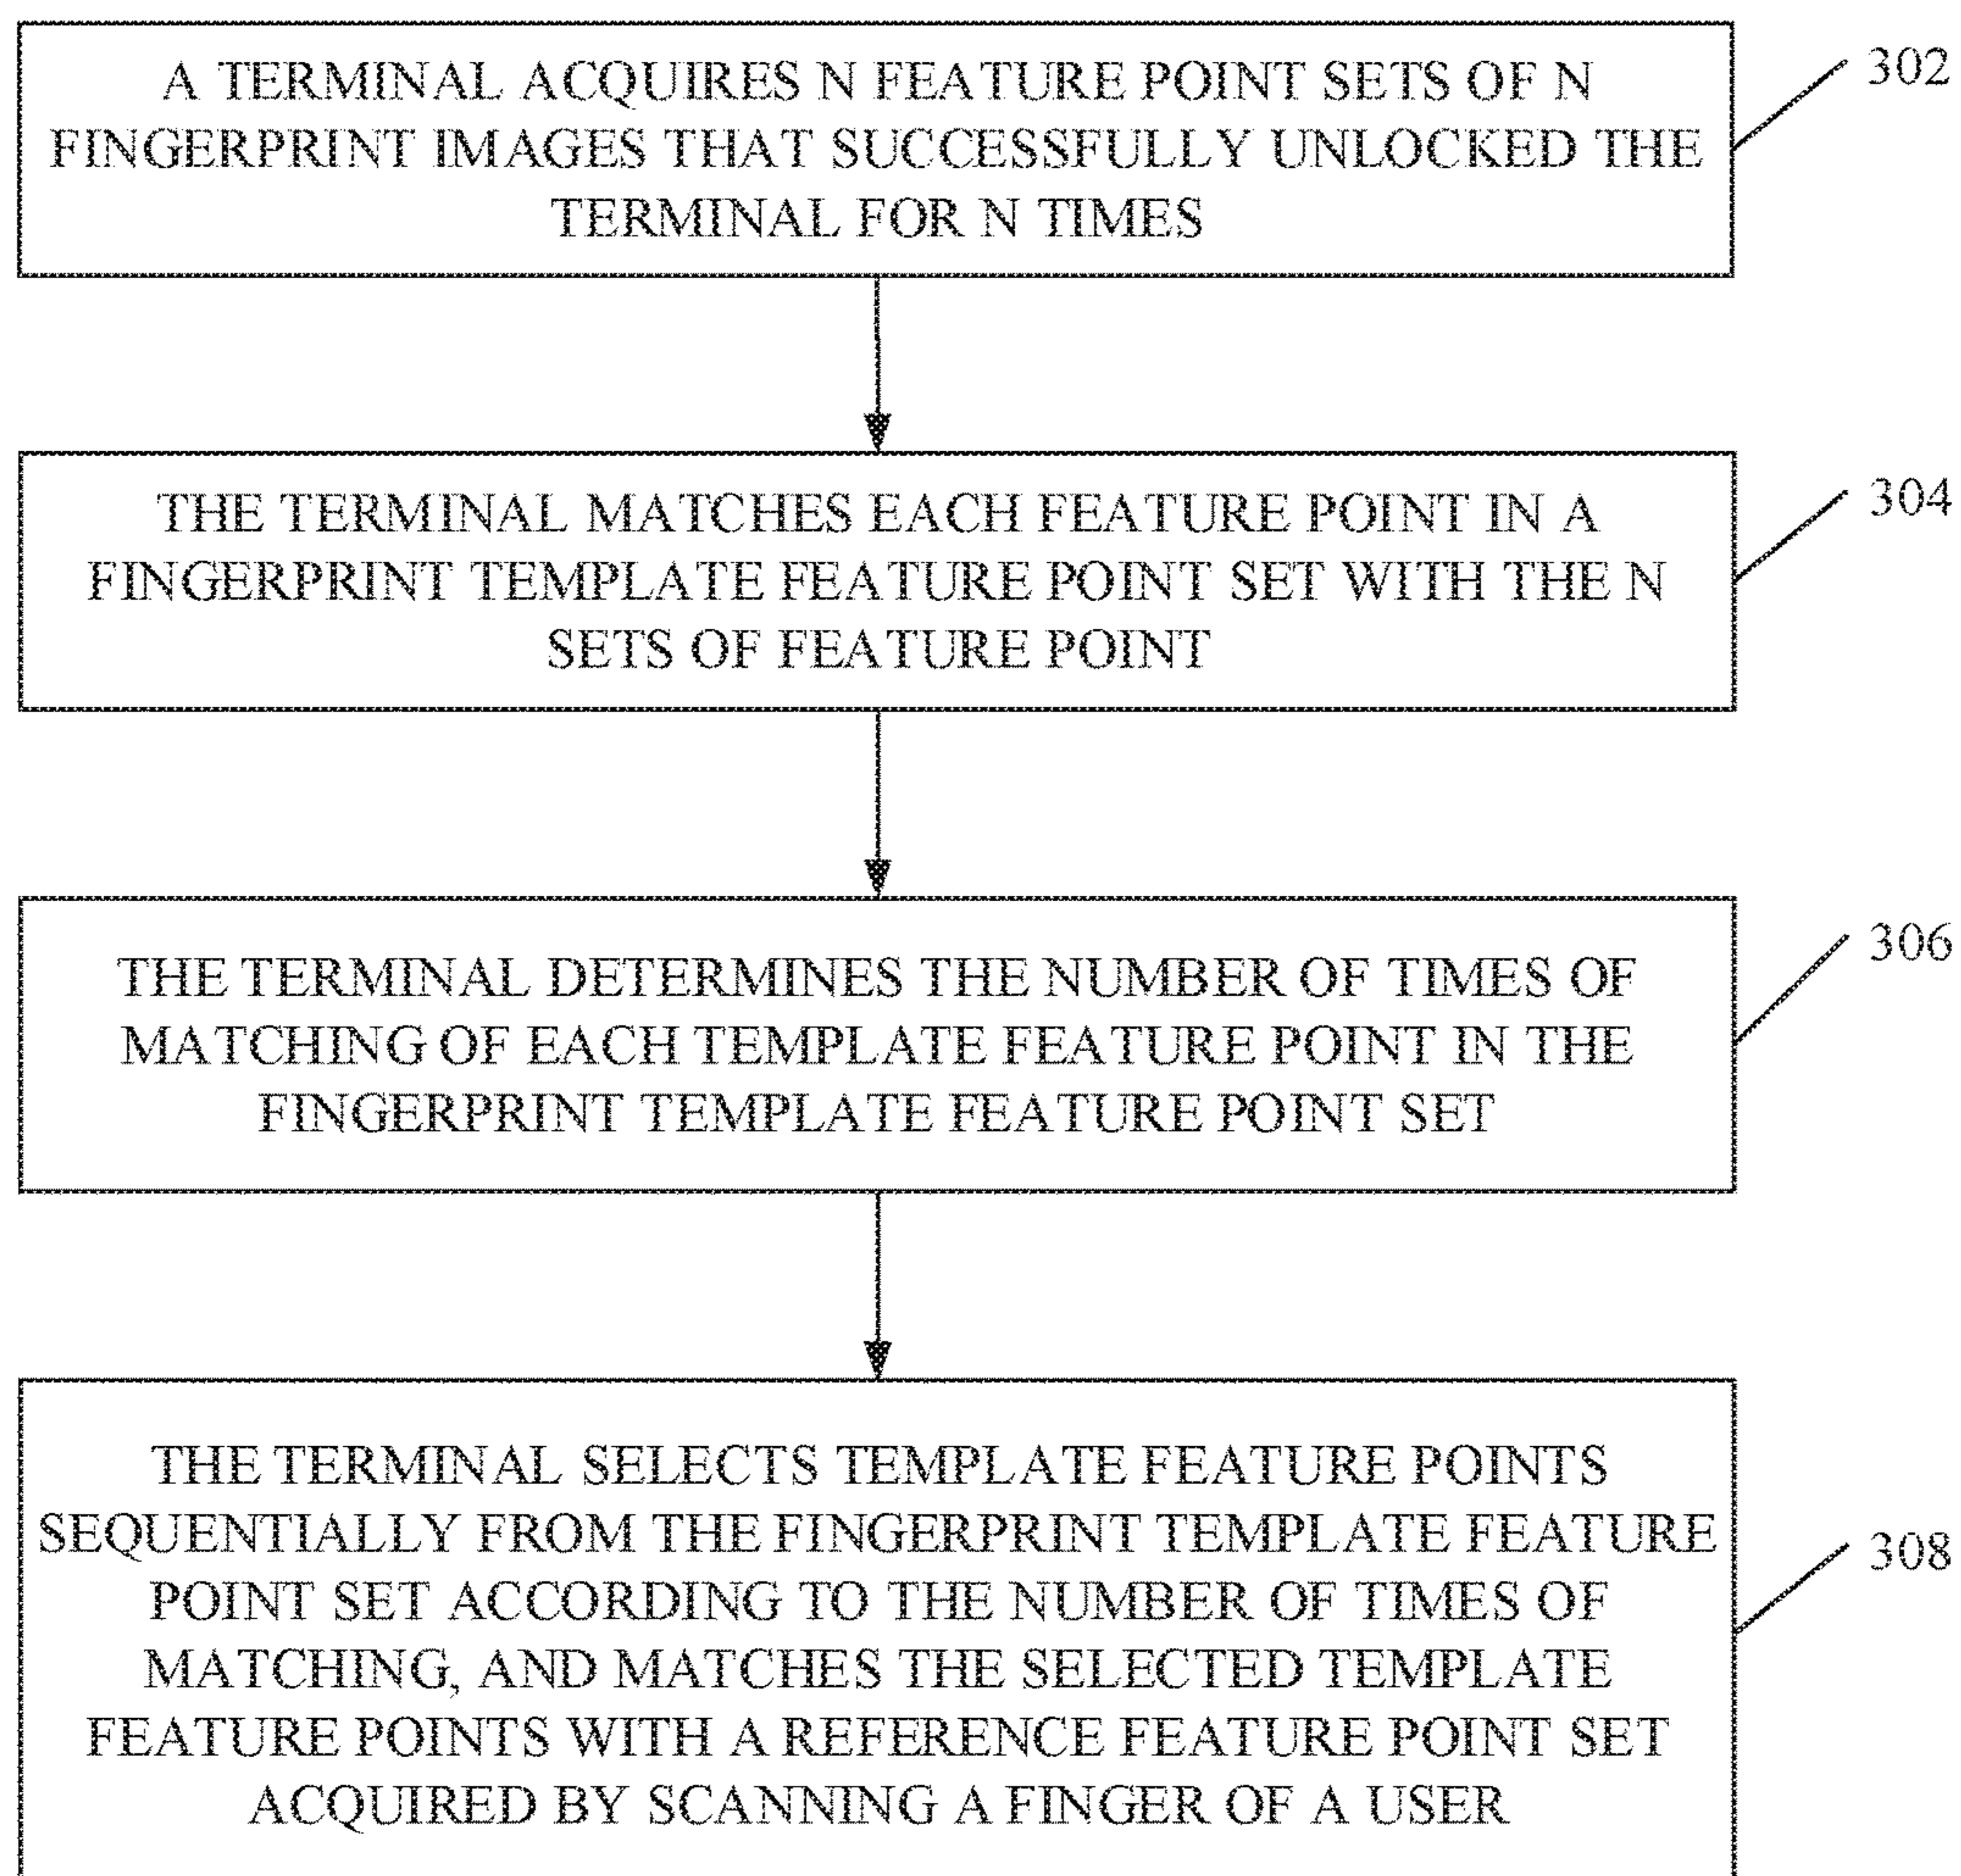 A TERMINAL ACQUIRES N FEATURE POINT SETS OF N
FINGERPRINT IMAGES THAT SUCCESSFULLY UNLOCKED THE
TERMINAL FOR N TIMES
302
THE TERMINAL MATCHES EACH FEATURE POINT IN A
FINGERPRINT TEMPLATE FEATURE POINT SET WITH THE N
SETS OF FEATURE POINT
304
THE TERMINAL DETERMINES THE NUMBER OF TIMES OF
MATCHING OF EACH TEMPLATE FEATURE POINT IN THE
FINGERPRINT TEMPLATE FEATURE POINT SET
306
THE TERMINAL SELECTS TEMPLATE FEATURE POINTS
SEQUENTIALLY FROM THE FINGERPRINT TEMPLATE FEATURE
POINT SET ACCORDING TO THE NUMBER OF TIMES OF
MATCHING, AND MATCHES THE SELECTED TEMPLATE
FEATURE POINTS WITH A REFERENCE FEATURE POINT SET
ACQUIRED BY SCANNING A FINGER OF A USER
308